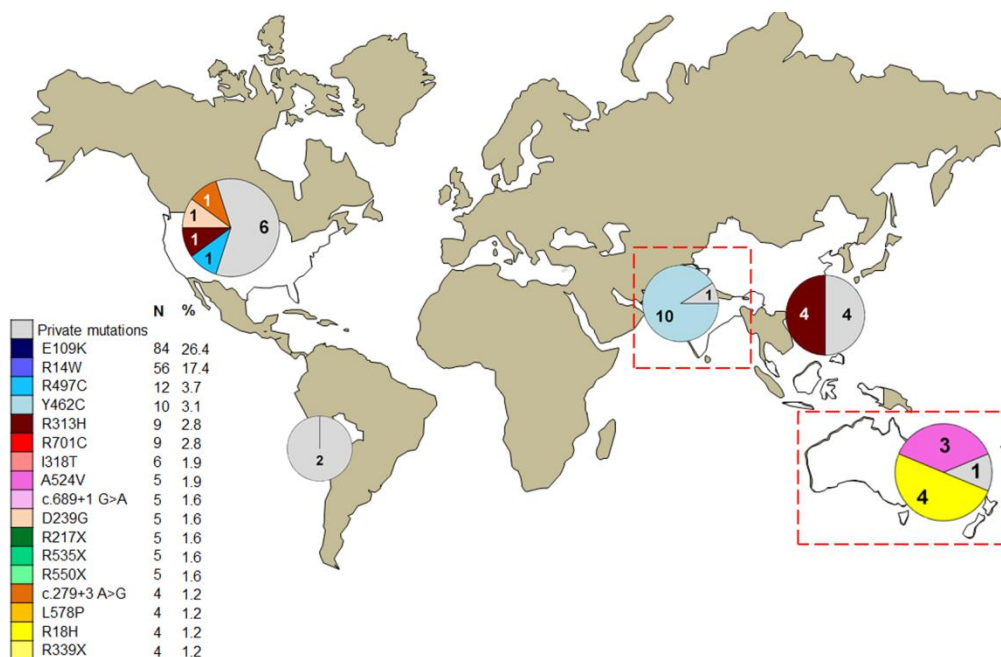 1
1
6
1
1
1
10
4 4
2
3
1
4
N %
Private mutations
E109K 84 26.4
R14W 56 17.4
R497C 12 3.7
Y462C 10 3.1
R313H 9 2.8
R701C 9 2.8
I318T 6 1.9
A524V 5 1.9
c.689+1 G>A 5 1.6
D239G 5 1.6
R217X 5 1.6
R535X 5 1.6
R550X 5 1.6
c.279+3 A>G 4 1.2
L578P 4 1.2
R18H 4 1.2
R339X 4 1.2